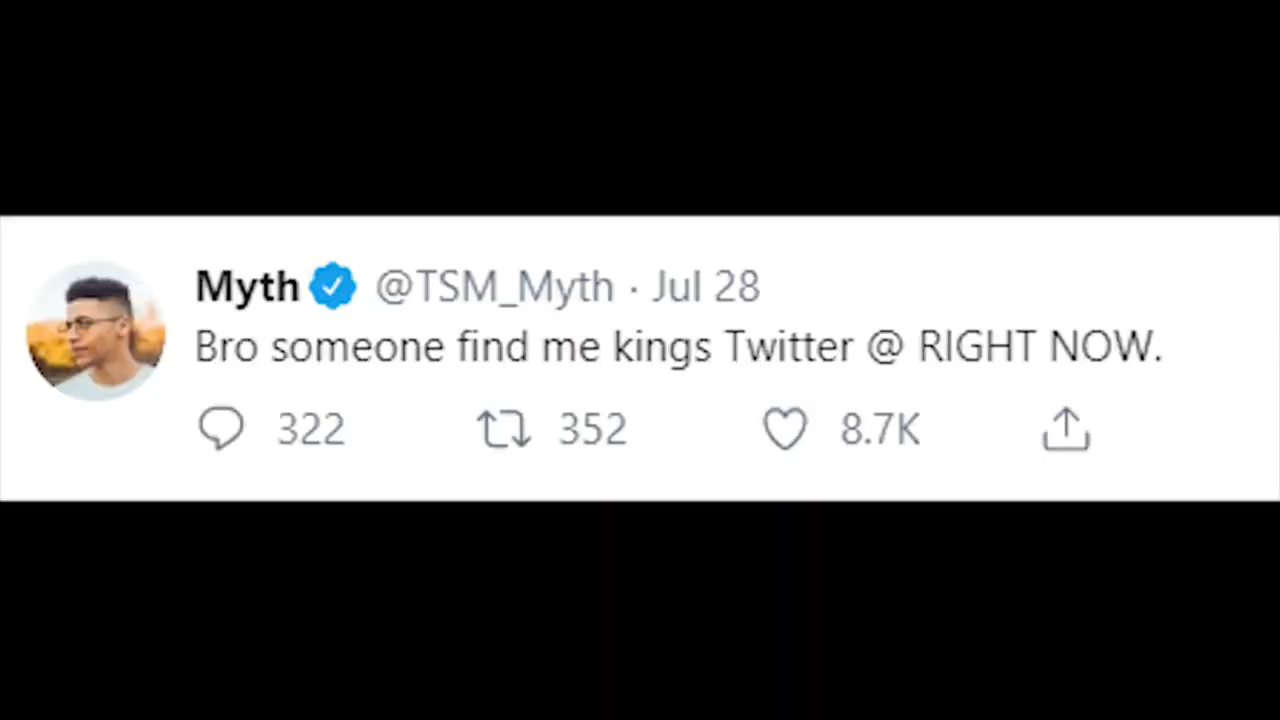 Myth @TSM_Myth · Jul 28
Bro someone find me kings Twitter @ RIGHT NOW.
322 352 8.7K